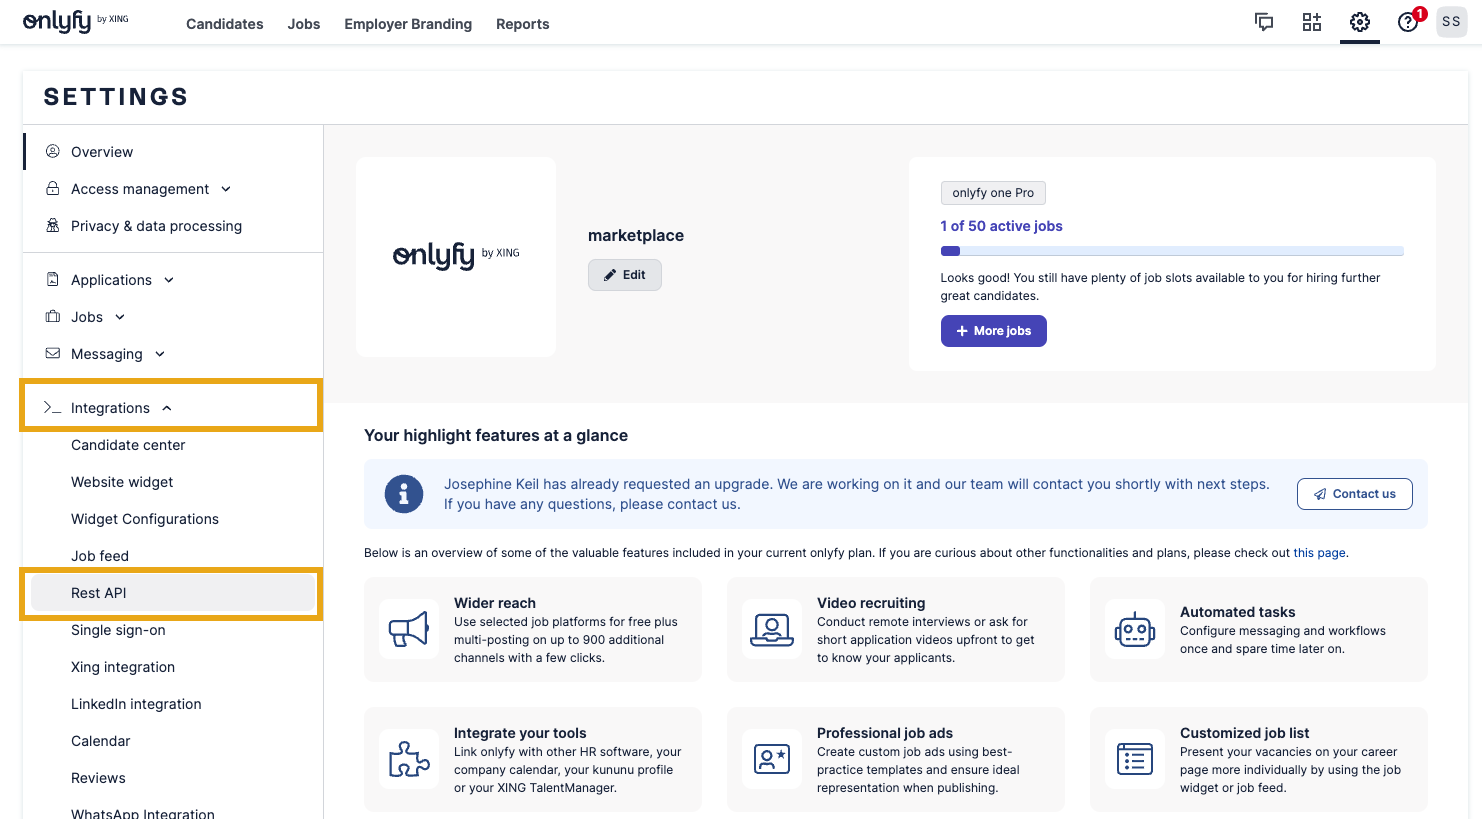 onlyfy by XING
Candidates
Jobs
Employer Branding
Reports
1
SS
SETTINGS
Overview
Access management
Privacy & data processing
Applications
Jobs
Messaging
Integrations
Candidate center
Website widget
Widget Configurations
Job feed
Rest API
Single sign-on
Xing integration
LinkedIn integration
Calendar
Reviews
WhatsApp Integration
onlyfy by XING
marketplace
Edit
onlyfy one Pro
1 of 50 active jobs
Looks good! You still have plenty of job slots available to you for hiring further
great candidates.
More jobs
Your highlight features at a glance
Josephine Keil has already requested an upgrade. We are working on it and our team will contact you shortly with next steps.
If you have any questions, please contact us.
Contact us
Below is an overview of some of the valuable features included in your current onlyfy plan. If you are curious about other functionalities and plans, please check out this page.
Wider reach
Use selected job platforms for free plus
multi-posting on up to 900 additional
channels with a few clicks.
Video recruiting
Conduct remote interviews or ask for
short application videos upfront to get
to know your applicants.
Automated tasks
Configure messaging and workflows
once and spare time later on.
Integrate your tools
Link onlyfy with other HR software, your
company calendar, your kununu profile
or your XING TalentManager.
Professional job ads
Create custom job ads using best-
practice templates and ensure ideal
representation when publishing.
Customized job list
Present your vacancies on your career
page more individually by using the job
widget or job feed.